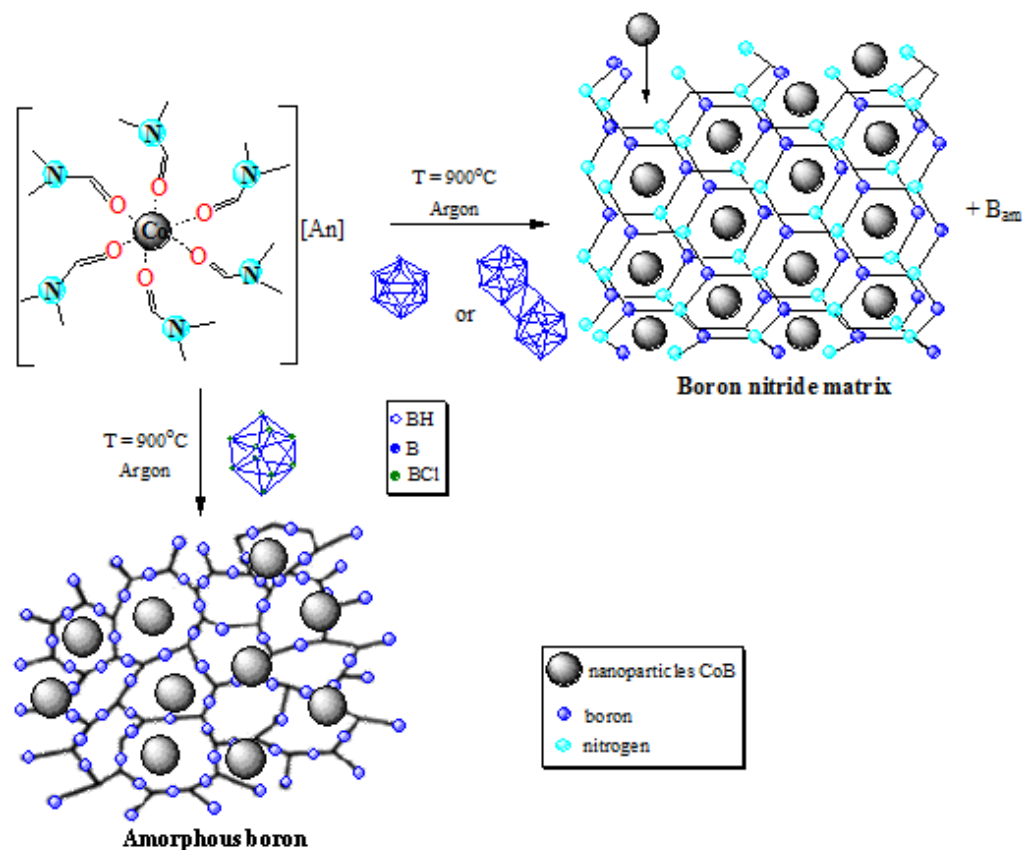 N
N
N
N
N
N
O
O
O
O
O
O
Co
[An]
T = 900°C
Argon
or
+ Bam
Boron nitride matrix
T = 900°C
Argon
BH
B
BCl
nanoparticles CoB
boron
nitrogen
Amorphous boron